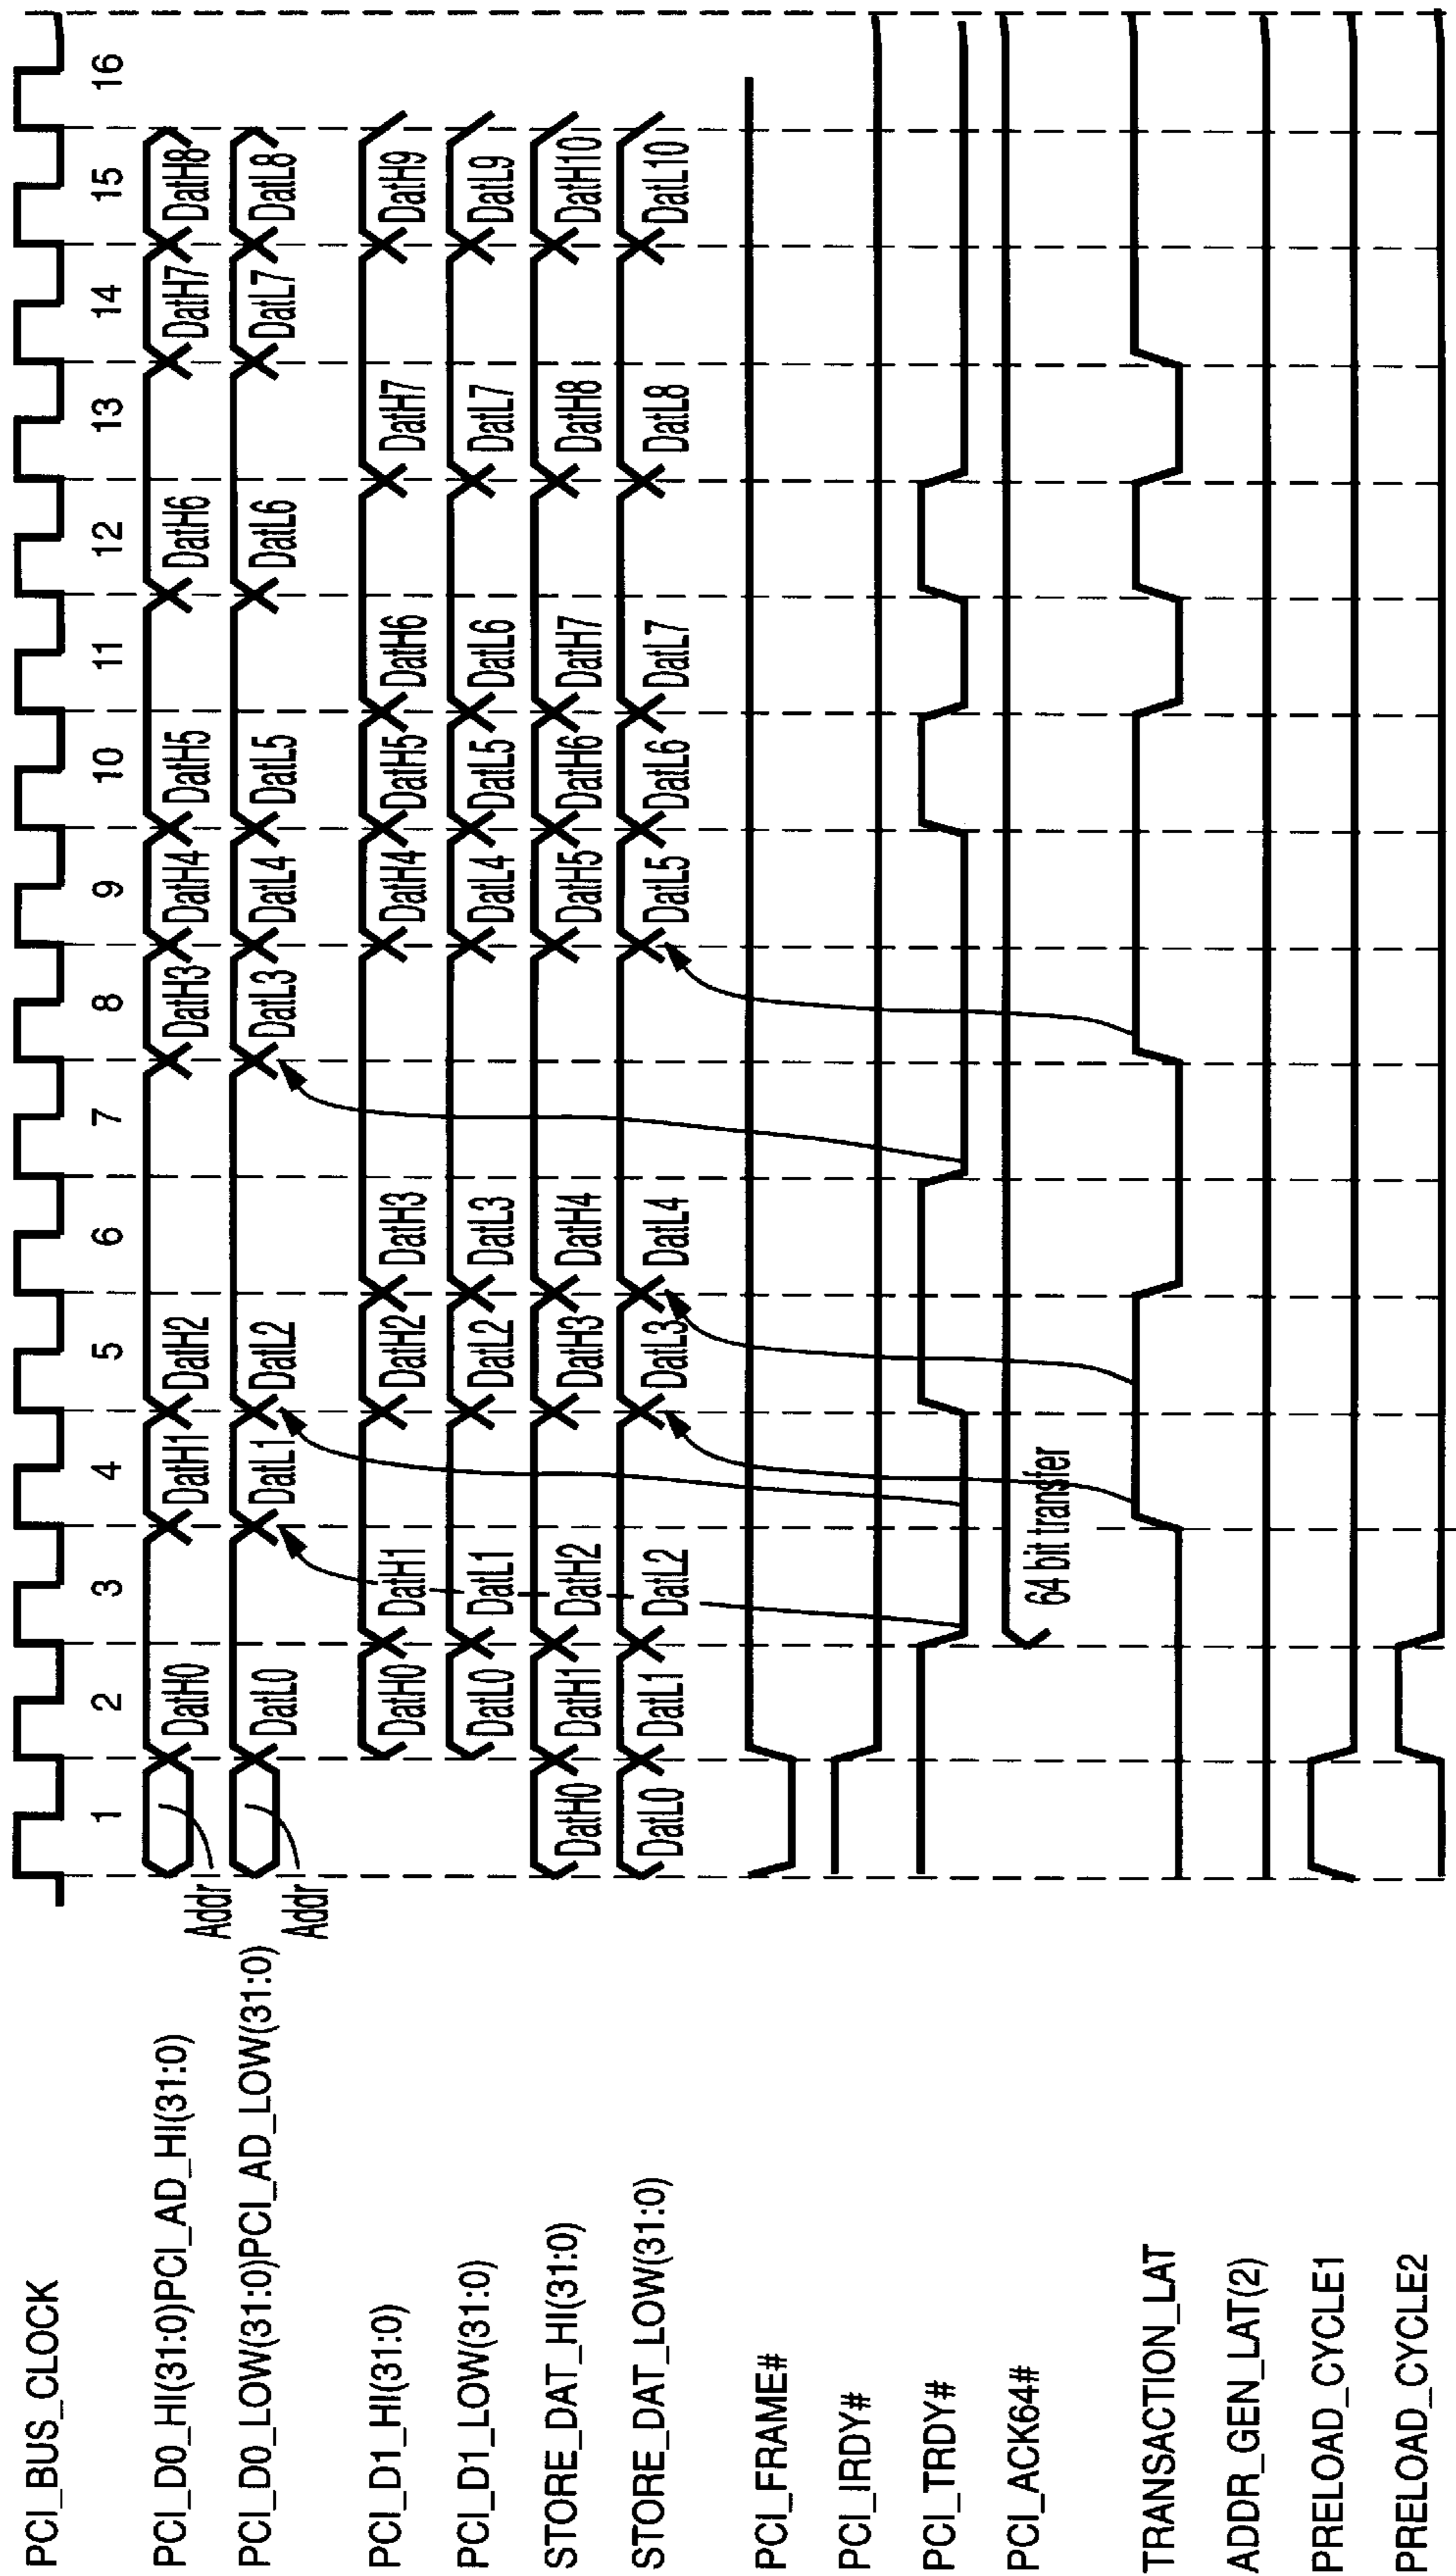 PCI_BUS_CLOCK
1 2 3 4 5 6 7 8 9 10 11 12 13 14 15 16
PCI_D0_HI(31:0)PCI_AD_HI(31:0)
Addr DatH0 DatH1 DatH2 DatH3 DatH4 DatH5 DatH6 DatH7 DatH8
PCI_D0_LOW(31:0)PCI_AD_LOW(31:0)
Addr DatL0 DatL1 DatL2 DatL3 DatL4 DatL5 DatL6 DatL7 DatL8
PCI_D1_HI(31:0)
DatH0 DatH1 DatH2 DatH3 DatH4 DatH5 DatH6 DatH7 DatH9
PCI_D1_LOW(31:0)
DatL0 DatL1 DatL2 DatL3 DatL4 DatL5 DatL6 DatL7 DatL9
STORE_DAT_HI(31:0)
DatH0 DatH1 DatH2 DatH3 DatH4 DatH5 DatH6 DatH7 DatH8 DatH10
STORE_DAT_LOW(31:0)
DatL0 DatL1 DatL2 DatL3 DatL4 DatL5 DatL6 DatL7 DatL8 DatL10
PCI_FRAME#
PCI_IRDY#
PCI_TRDY#
PCI_ACK64#
64 bit transfer
TRANSACTION_LAT
ADDR_GEN_LAT(2)
PRELOAD_CYCLE1
PRELOAD_CYCLE2